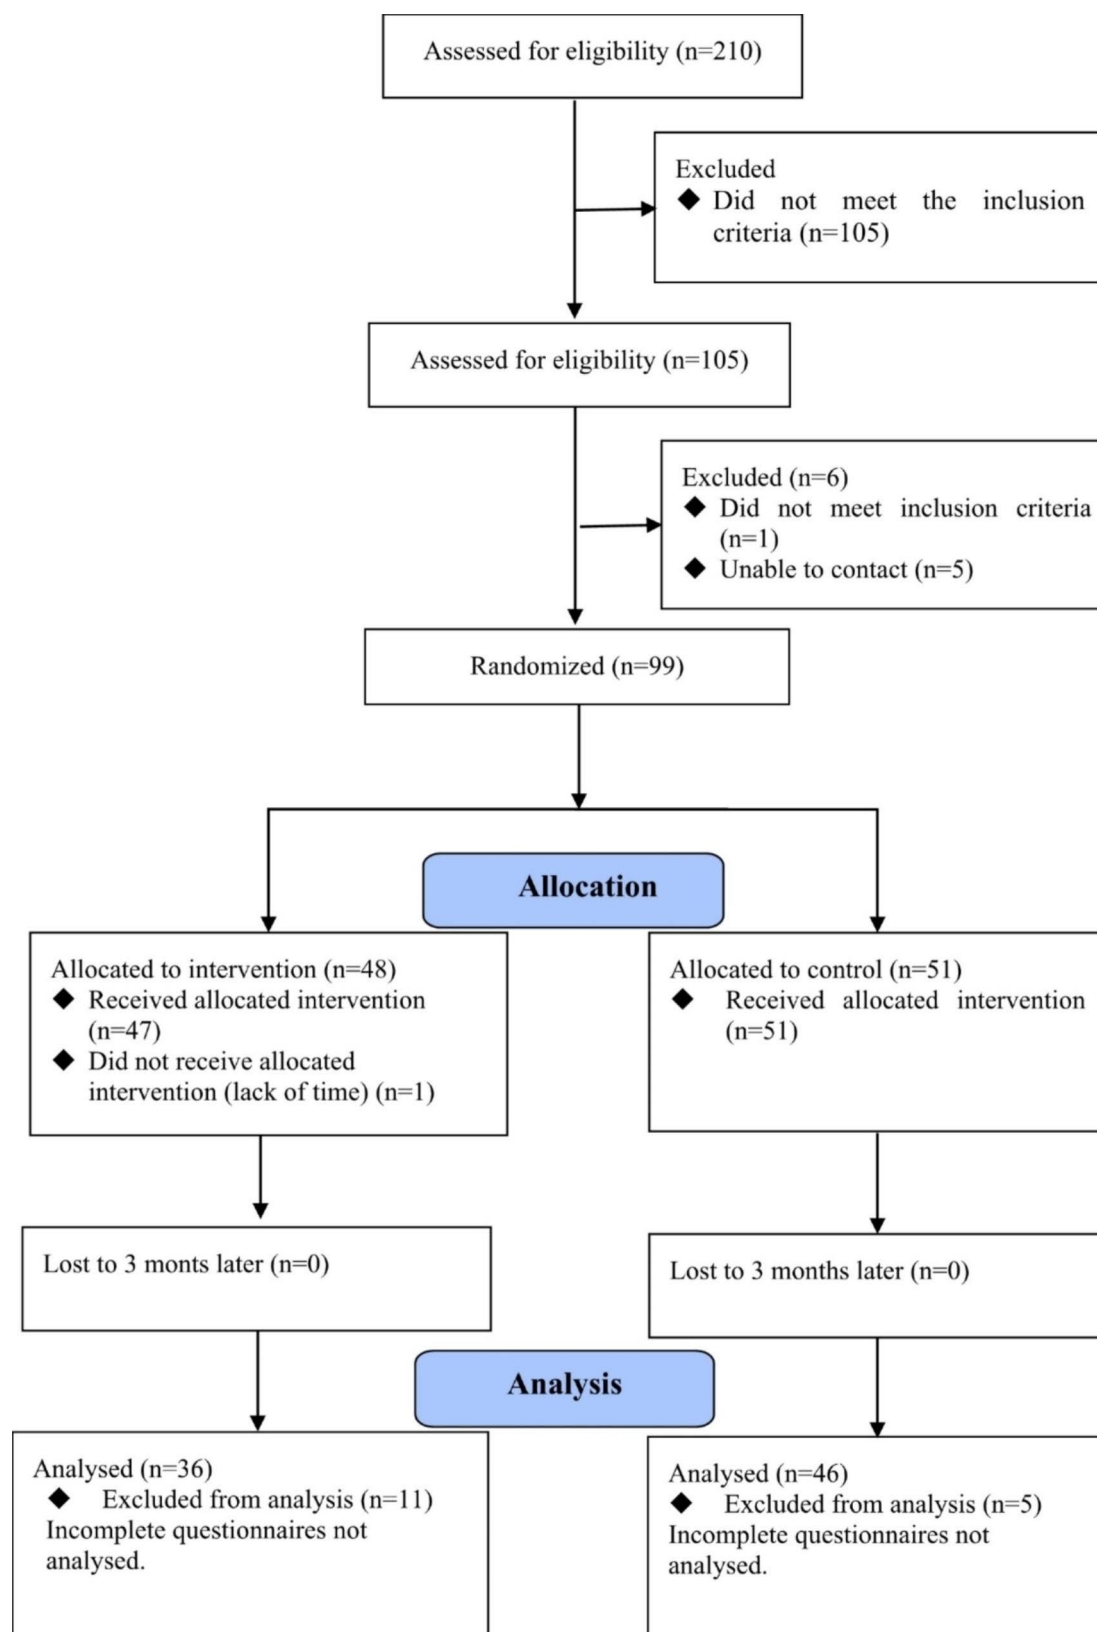 Assessed for eligibility (n=210)
Excluded
◆ Did not meet the inclusion
criteria (n=105)
Assessed for eligibility (n=105)
Excluded (n=6)
◆ Did not meet inclusion criteria
(n=1)
◆ Unable to contact (n=5)
Randomized (n=99)
Allocation
Allocated to intervention (n=48)
◆ Received allocated intervention
(n=47)
◆ Did not receive allocated
intervention (lack of time) (n=1)
Allocated to control (n=51)
◆ Received allocated intervention
(n=51)
Lost to 3 monts later (n=0)
Lost to 3 months later (n=0)
Analysis
Analysed (n=36)
◆ Excluded from analysis (n=11)
Incomplete questionnaires not
analysed.
Analysed (n=46)
◆ Excluded from analysis (n=5)
Incomplete questionnaires not
analysed.